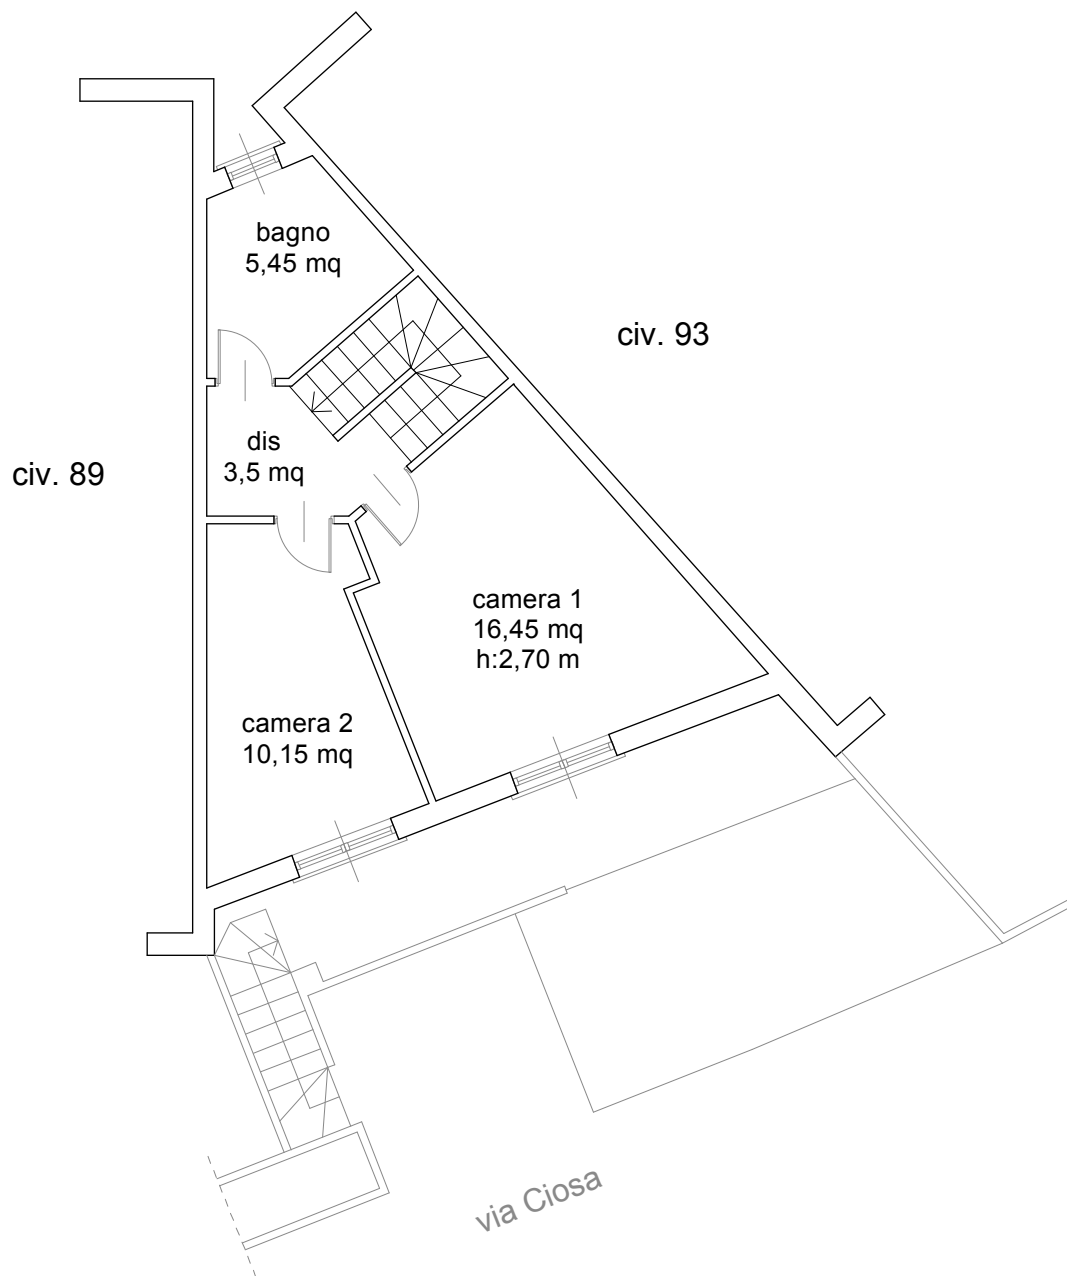 bagno
5,45 mq
civ. 93
dis
3,5 mq
civ. 89
camera 1
16,45 mq
h:2,70 m
camera 2
10,15 mq
via Ciosa